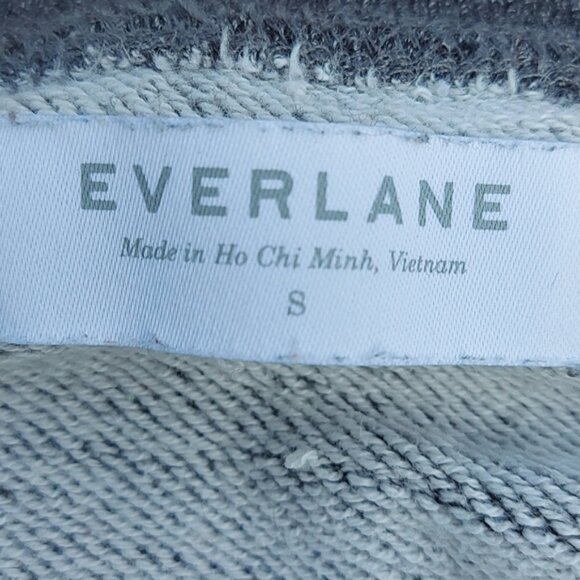 EVERLANE
Made in Ho Chi Minh, Vietnam
S